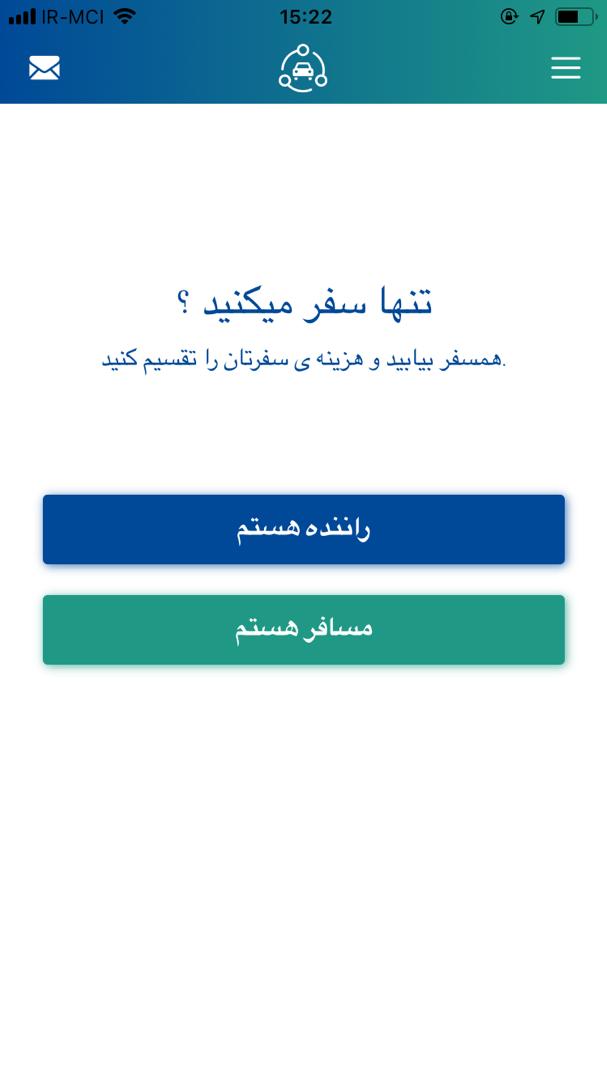 IR-MCI 15:22
تنها سفر میکنید ؟
.همسفر بیابید و هزینه ی سفرتان را تقسیم کنید
راننده هستم
مسافر هستم